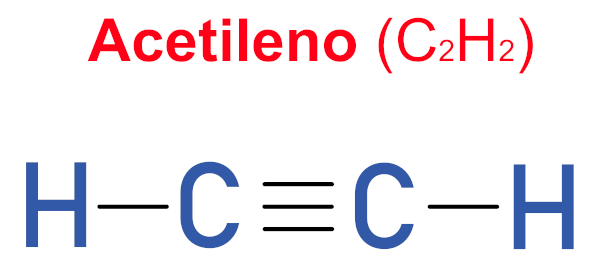 Acetileno (C₂H₂)
H—C≡C—H